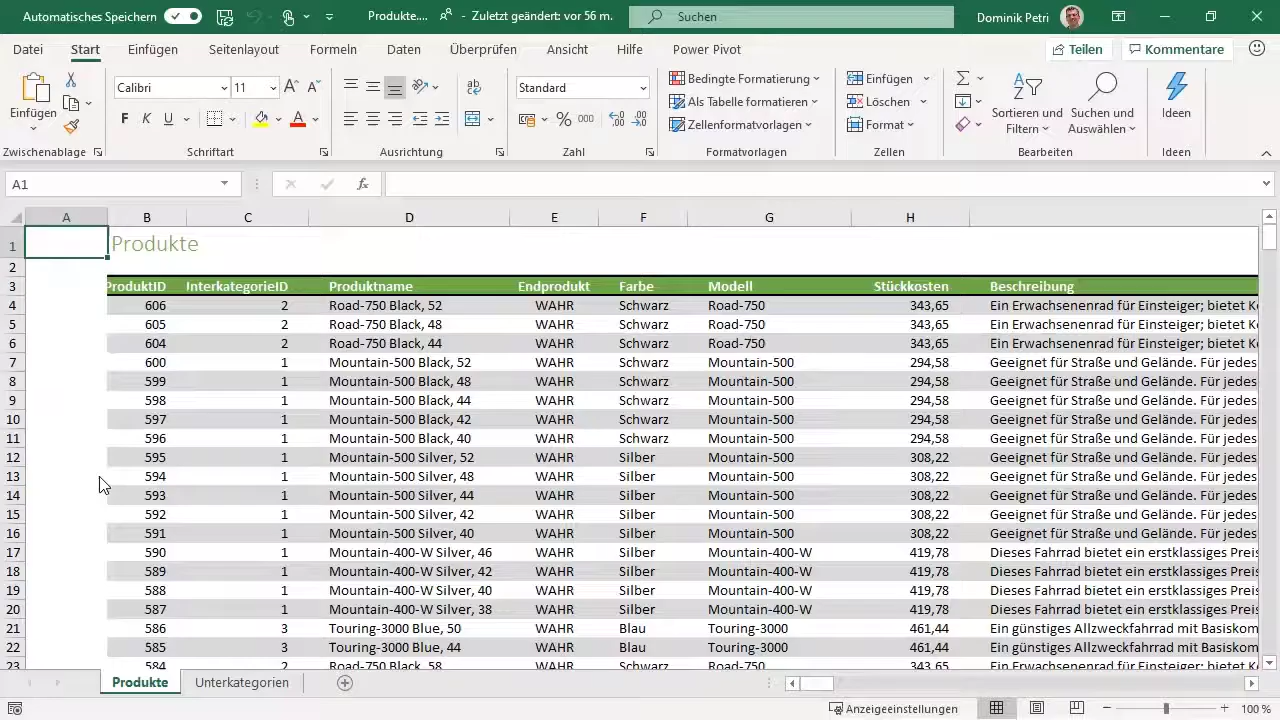 Automatisches Speichern Produkte.... Zuletzt geändert: vor 56 m. Suchen Dominik Petri
Datei Start Einfügen Seitenlayout Formeln Daten Überprüfen Ansicht Hilfe Power Pivot Teilen Kommentare
Einfügen
Calibri 11
F K U A
Standard
% 000
Bedingte Formatierung
Als Tabelle formatieren
Zellenformatvorlagen
Einfügen
Löschen
Format
Sortieren und
Filtern
Suchen und
Auswählen
Ideen
Zwischenablage Schriftart Ausrichtung Zahl Formatvorlagen Zellen Bearbeiten Ideen
A1 fx
A B C D E F G H
1 Produkte
2
3 ProduktID InterkategorieID Produktname Endprodukt Farbe Modell Stückkosten Beschreibung
4 606 2 Road-750 Black, 52 WAHR Schwarz Road-750 343,65 Ein Erwachsenenrad für Einsteiger; bietet Ko
5 605 2 Road-750 Black, 48 WAHR Schwarz Road-750 343,65 Ein Erwachsenenrad für Einsteiger; bietet Ko
6 604 2 Road-750 Black, 44 WAHR Schwarz Road-750 343,65 Ein Erwachsenenrad für Einsteiger; bietet Ko
7 600 1 Mountain-500 Black, 52 WAHR Schwarz Mountain-500 294,58 Geeignet für Straße und Gelände. Für jedes
8 599 1 Mountain-500 Black, 48 WAHR Schwarz Mountain-500 294,58 Geeignet für Straße und Gelände. Für jedes
9 598 1 Mountain-500 Black, 44 WAHR Schwarz Mountain-500 294,58 Geeignet für Straße und Gelände. Für jedes
10 597 1 Mountain-500 Black, 42 WAHR Schwarz Mountain-500 294,58 Geeignet für Straße und Gelände. Für jedes
11 596 1 Mountain-500 Black, 40 WAHR Schwarz Mountain-500 294,58 Geeignet für Straße und Gelände. Für jedes
12 595 1 Mountain-500 Silver, 52 WAHR Silber Mountain-500 308,22 Geeignet für Straße und Gelände. Für jedes
13 594 1 Mountain-500 Silver, 48 WAHR Silber Mountain-500 308,22 Geeignet für Straße und Gelände. Für jedes
14 593 1 Mountain-500 Silver, 44 WAHR Silber Mountain-500 308,22 Geeignet für Straße und Gelände. Für jedes
15 592 1 Mountain-500 Silver, 42 WAHR Silber Mountain-500 308,22 Geeignet für Straße und Gelände. Für jedes
16 591 1 Mountain-500 Silver, 40 WAHR Silber Mountain-500 308,22 Geeignet für Straße und Gelände. Für jedes
17 590 1 Mountain-400-W Silver, 46 WAHR Silber Mountain-400-W 419,78 Dieses Fahrrad bietet ein erstklassiges Preis
18 589 1 Mountain-400-W Silver, 42 WAHR Silber Mountain-400-W 419,78 Dieses Fahrrad bietet ein erstklassiges Preis
19 588 1 Mountain-400-W Silver, 40 WAHR Silber Mountain-400-W 419,78 Dieses Fahrrad bietet ein erstklassiges Preis
20 587 1 Mountain-400-W Silver, 38 WAHR Silber Mountain-400-W 419,78 Dieses Fahrrad bietet ein erstklassiges Preis
21 586 3 Touring-3000 Blue, 50 WAHR Blau Touring-3000 461,44 Ein günstiges Allzweckfahrrad mit Basiskom
22 585 3 Touring-3000 Blue, 44 WAHR Blau Touring-3000 461,44 Ein günstiges Allzweckfahrrad mit Basiskom
23 584 2 Road-750 Black, 58 WAHR Schwarz Road-750 343,65 Ein Erwachsenenrad für Einsteiger; bietet Ko
Produkte Unterkategorien
Anzeigeeinstellungen 100 %